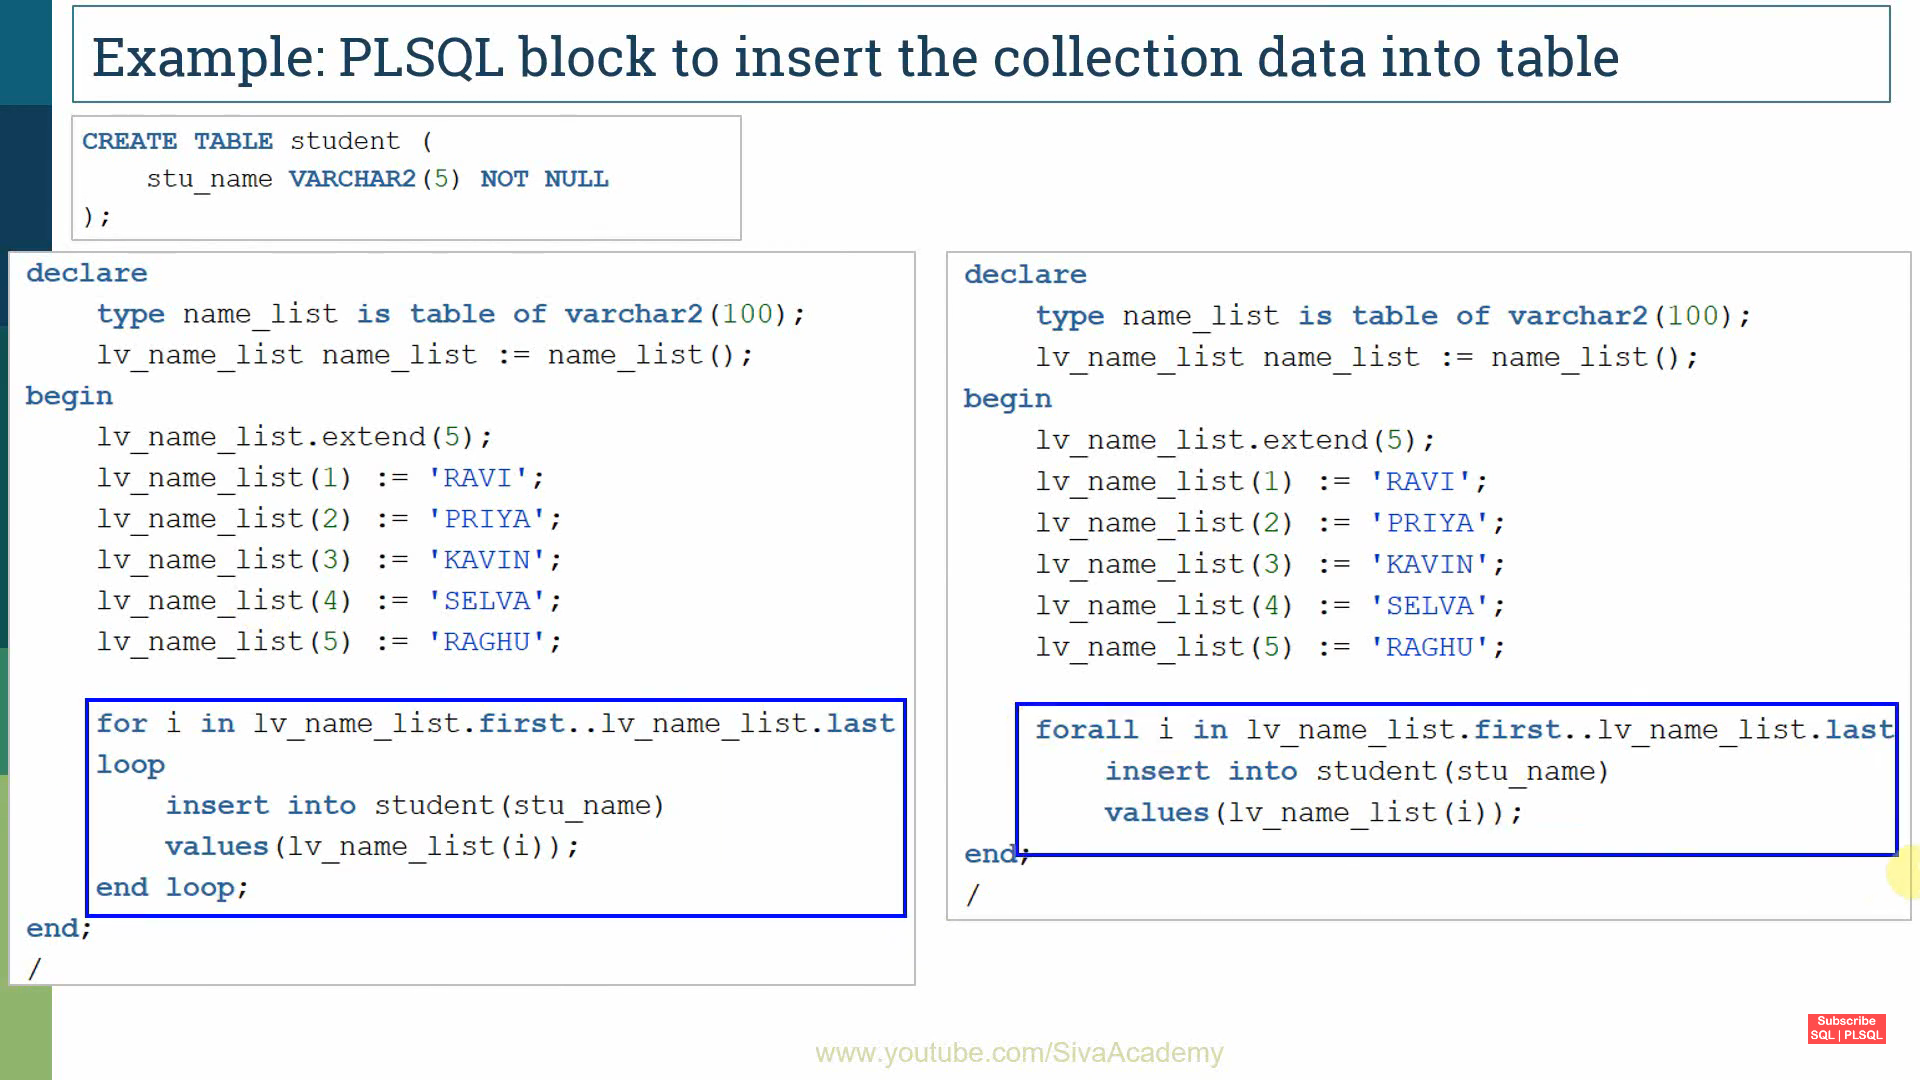 Example: PLSQL block to insert the collection data into table
CREATE TABLE student (
    stu_name VARCHAR2(5) NOT NULL
);
declare
    type name_list is table of varchar2(100);
    lv_name_list name_list := name_list();
begin
    lv_name_list.extend(5);
    lv_name_list(1) := 'RAVI';
    lv_name_list(2) := 'PRIYA';
    lv_name_list(3) := 'KAVIN';
    lv_name_list(4) := 'SELVA';
    lv_name_list(5) := 'RAGHU';
    for i in lv_name_list.first..lv_name_list.last
    loop
        insert into student(stu_name)
        values(lv_name_list(i));
    end loop;
end;
/
declare
    type name_list is table of varchar2(100);
    lv_name_list name_list := name_list();
begin
    lv_name_list.extend(5);
    lv_name_list(1) := 'RAVI';
    lv_name_list(2) := 'PRIYA';
    lv_name_list(3) := 'KAVIN';
    lv_name_list(4) := 'SELVA';
    lv_name_list(5) := 'RAGHU';
    forall i in lv_name_list.first..lv_name_list.last
        insert into student(stu_name)
        values(lv_name_list(i));
end;
/
Subscribe
SQL | PLSQL
www.youtube.com/SivaAcademy